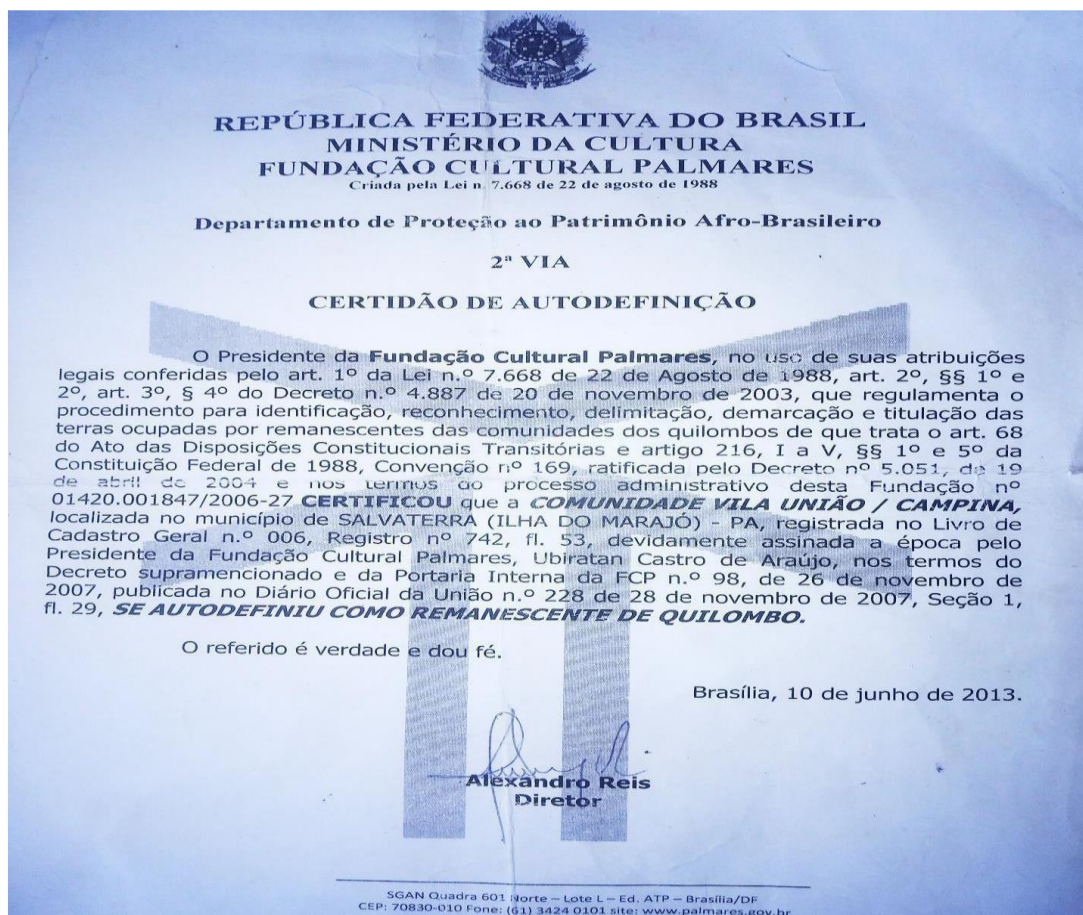 REPÚBLICA FEDERATIVA DO BRASIL
MINISTÉRIO DA CULTURA
FUNDAÇÃO CULTURAL PALMARES
Criada pela Lei n. 7.668 de 22 de agosto de 1988
Departamento de Proteção ao Patrimônio Afro-Brasileiro
2ª VIA
CERTIDÃO DE AUTODEFINIÇÃO
O Presidente da Fundação Cultural Palmares, no uso de suas atribuições
legais conferidas pelo art. 1º da Lei n.º 7.668 de 22 de Agosto de 1988, art. 2º, §§ 1º e
2º, art. 3º, § 4º do Decreto n.º 4.887 de 20 de novembro de 2003, que regulamenta o
procedimento para identificação, reconhecimento, delimitação, demarcação e titulação das
terras ocupadas por remanescentes das comunidades dos quilombos de que trata o art. 68
do Ato das Disposições Constitucionais Transitórias e artigo 216, I a V, §§ 1º e 5º da
Constituição Federal de 1988, Convenção nº 169, ratificada pelo Decreto nº 5.051, de 19
de abril de 2004 e nos termos do processo administrativo desta Fundação nº
01420.001847/2006-27 CERTIFICOU que a COMUNIDADE VILA UNIÃO / CAMPINA,
localizada no município de SALVATERRA (ILHA DO MARAJÓ) - PA, registrada no Livro de
Cadastro Geral n.º 006, Registro nº 742, fl. 53, devidamente assinada a época pelo
Presidente da Fundação Cultural Palmares, Ubiratan Castro de Araújo, nos termos do
Decreto supramencionado e da Portaria Interna da FCP n.º 98, de 26 de novembro de
2007, publicada no Diário Oficial da União n.º 228 de 28 de novembro de 2007, Seção 1,
fl. 29, SE AUTODEFINIU COMO REMANESCENTE DE QUILOMBO.
O referido é verdade e dou fé.
Brasília, 10 de junho de 2013.
Alexandro Reis
Diretor
SGAN Quadra 601 Norte – Lote L – Ed. ATP – Brasília/DF
CEP: 70830-010 Fone: (61) 3424 0101 site: www.palmares.gov.br